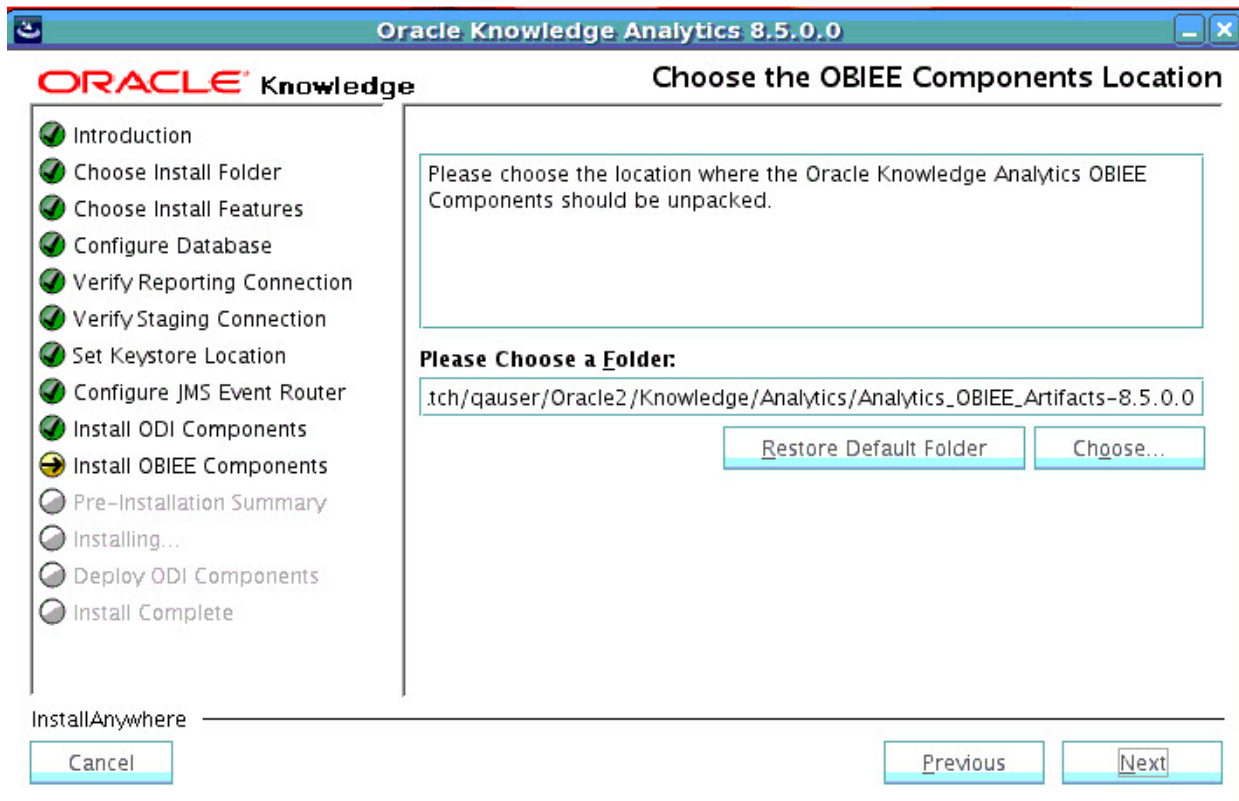 Oracle Knowledge Analytics 8.5.0.0
ORACLE Knowledge
Choose the OBIEE Components Location
Introduction
Choose Install Folder
Choose Install Features
Configure Database
Verify Reporting Connection
Verify Staging Connection
Set Keystore Location
Configure JMS Event Router
Install ODI Components
Install OBIEE Components
Pre-Installation Summary
Installing...
Deploy ODI Components
Install Complete
Please choose the location where the Oracle Knowledge Analytics OBIEE
Components should be unpacked.
Please Choose a Folder:
.tch/qauser/Oracle2/Knowledge/Analytics/Analytics_OBIEE_Artifacts-8.5.0.0
Restore Default Folder
Choose...
InstallAnywhere
Cancel
Previous
Next